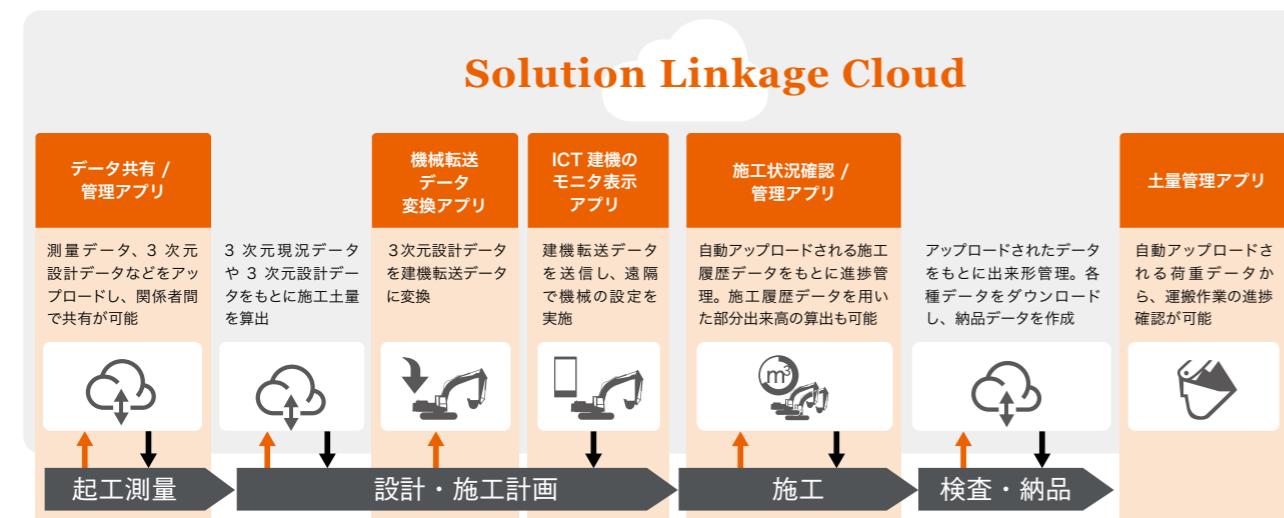 Solution Linkage Cloud
データ共有 /
管理アプリ
測量データ、3 次元
設計データなどをアッ
プロードし、関係者間
で共有が可能
3 次元現況データ
や 3 次元設計デー
タをもとに施工土量
を算出
機械転送
データ
変換アプリ
3次元設計データ
を建機転送データ
に変換
ICT 建機の
モニタ表示
アプリ
建機転送データ
を送信し、遠隔
で機械の設定を
実施
施工状況確認 /
管理アプリ
自動アップロードされる施工
履歴データをもとに進捗管
理。施工履歴データを用い
た部分出来高の算出も可能
アップロードされたデータ
をもとに出来形管理。各
種データをダウンロード
し、納品データを作成
土量管理アプリ
自動アップロードさ
れる荷重データか
ら、運搬作業の進捗
確認が可能
m³
起工測量
設計・施工計画
施工
検査・納品